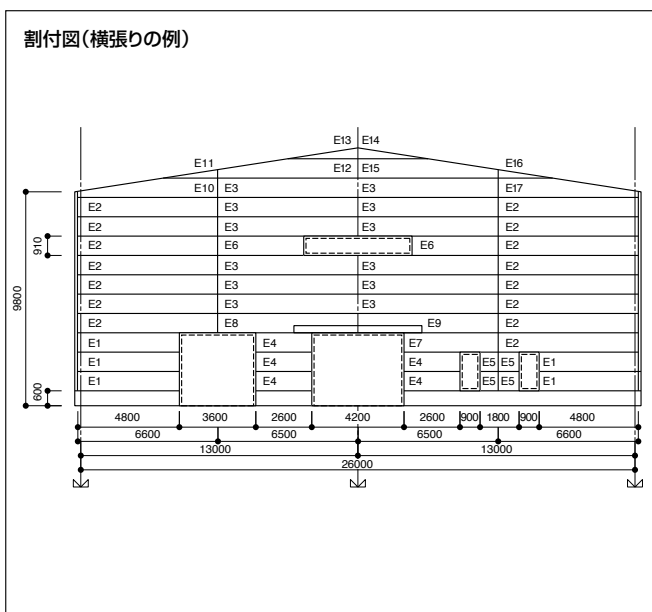 割付図(横張りの例)
E13 E14
E11 E12 E15 E16
E10 E3 E3 E17
E2 E3 E3 E2
E2 E3 E3 E2
910 E2 E6 E6 E2
E2 E3 E3 E2
E2 E3 E3 E2
9800 E2 E3 E3 E2
E2 E8 E9 E2
E1 E4 E7 E2
E1 E4 E4 E5 E5 E1
E1 E4 E4 E5 E5 E1
600
4800 3600 2600 4200 2600 900 1800 900 4800
6600 6500 6500 6600
13000 13000
26000